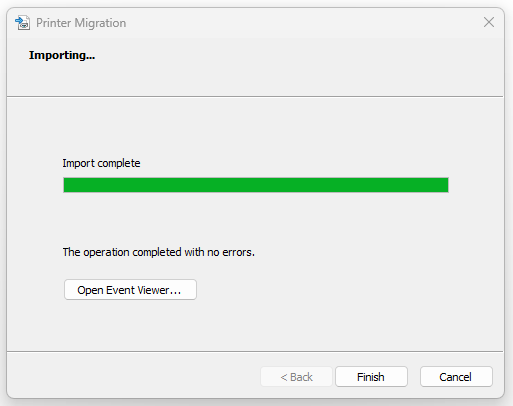 Printer Migration
Importing...
Import complete
The operation completed with no errors.
Open Event Viewer...
< Back
Finish
Cancel